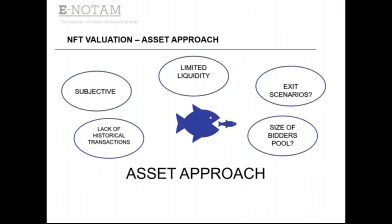 E-NOTAM
The partner of choice for luxury brands
NFT VALUATION – ASSET APPROACH
LIMITED
LIQUIDITY
SUBJECTIVE
EXIT
SCENARIOS?
LACK OF
HISTORICAL
TRANSACTIONS
SIZE OF
BIDDERS
POOL?
ASSET APPROACH